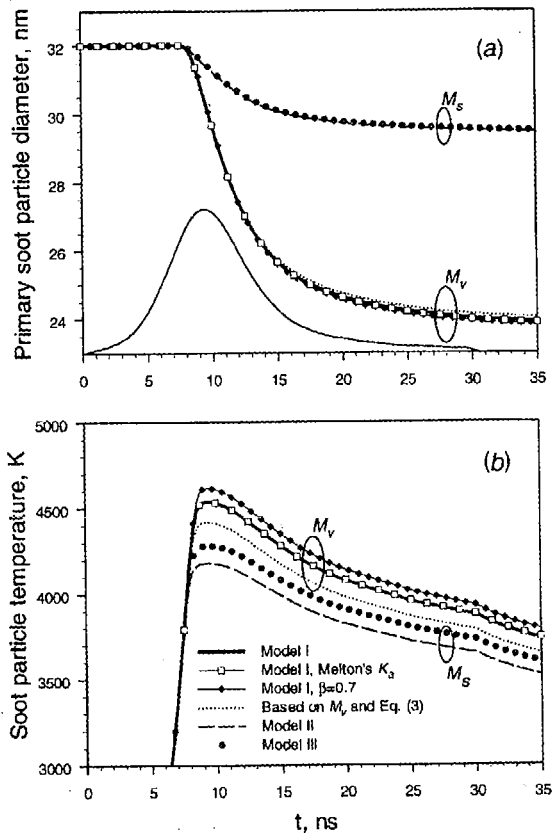 Primary soot particle diameter, nm
(a)
32
30
28
26
24
M_s
M_v
0 5 10 15 20 25 30 35
Soot particle temperature, K
(b)
5000
4500
4000
3500
3000
M_v
M_s
Model I
Model I, Melton's K_a
Model I, β=0.7
Based on M_v and Eq. (3)
Model II
Model III
0 5 10 15 20 25 30 35
t, ns